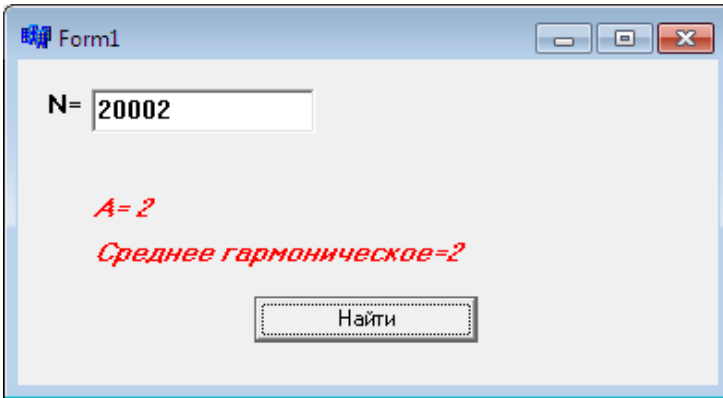 Form1
N= 20002
A= 2
Среднее гармоническое=2
Найти